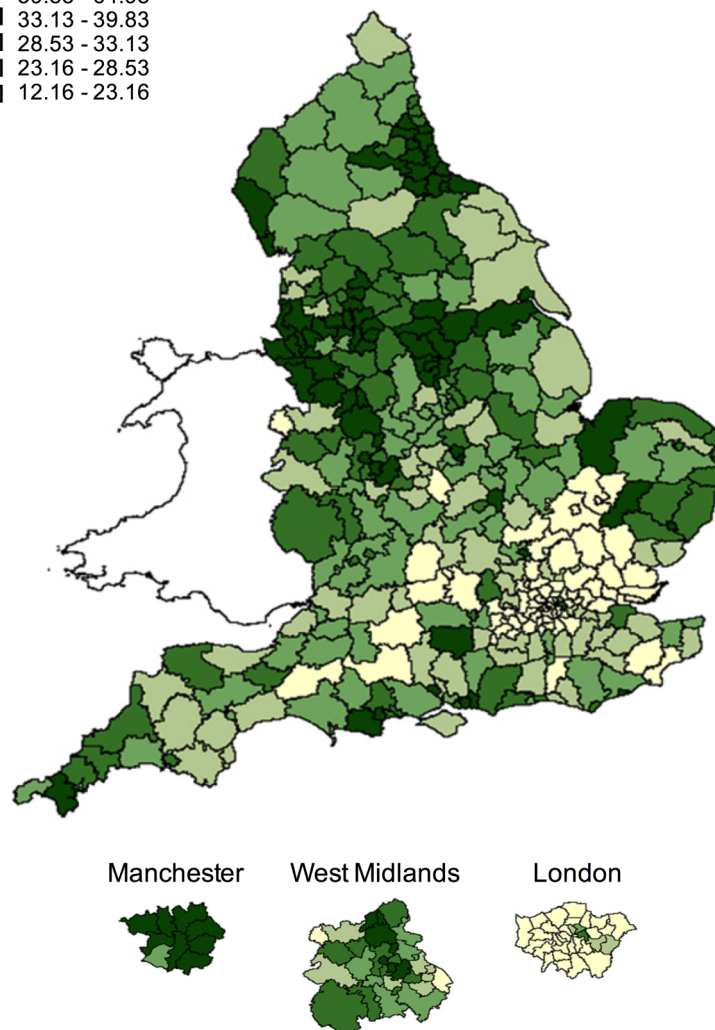 33.13 - 39.83
28.53 - 33.13
23.16 - 28.53
12.16 - 23.16
Manchester
West Midlands
London